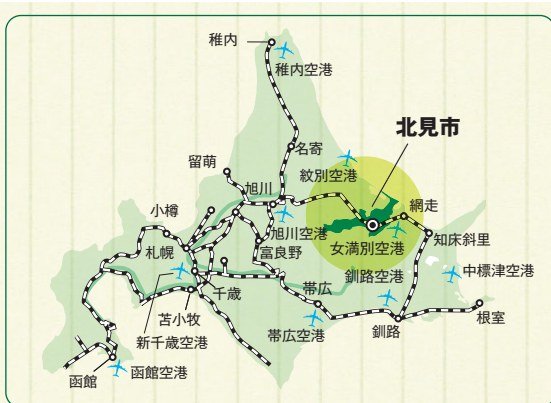 稚内
稚内空港
北見市
名寄
紋別空港
留萌
旭川
網走
小樽
旭川空港
女満別空港
知床斜里
札幌
富良野
釧路空港
中標津空港
千歳
帯広
苫小牧
根室
新千歳空港
帯広空港
釧路
函館
函館空港